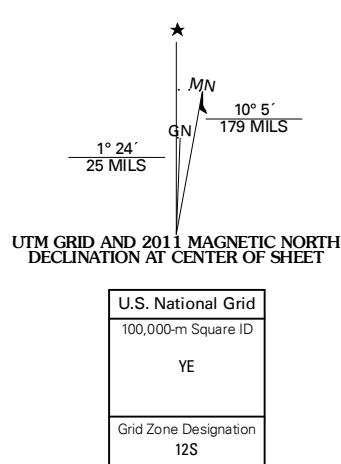 ★
MN
10° 5´
179 MILS
GN
1° 24´
25 MILS
UTM GRID AND 2011 MAGNETIC NORTH
DECLINATION AT CENTER OF SHEET
U.S. National Grid
100,000-m Square ID
YE
Grid Zone Designation
12S